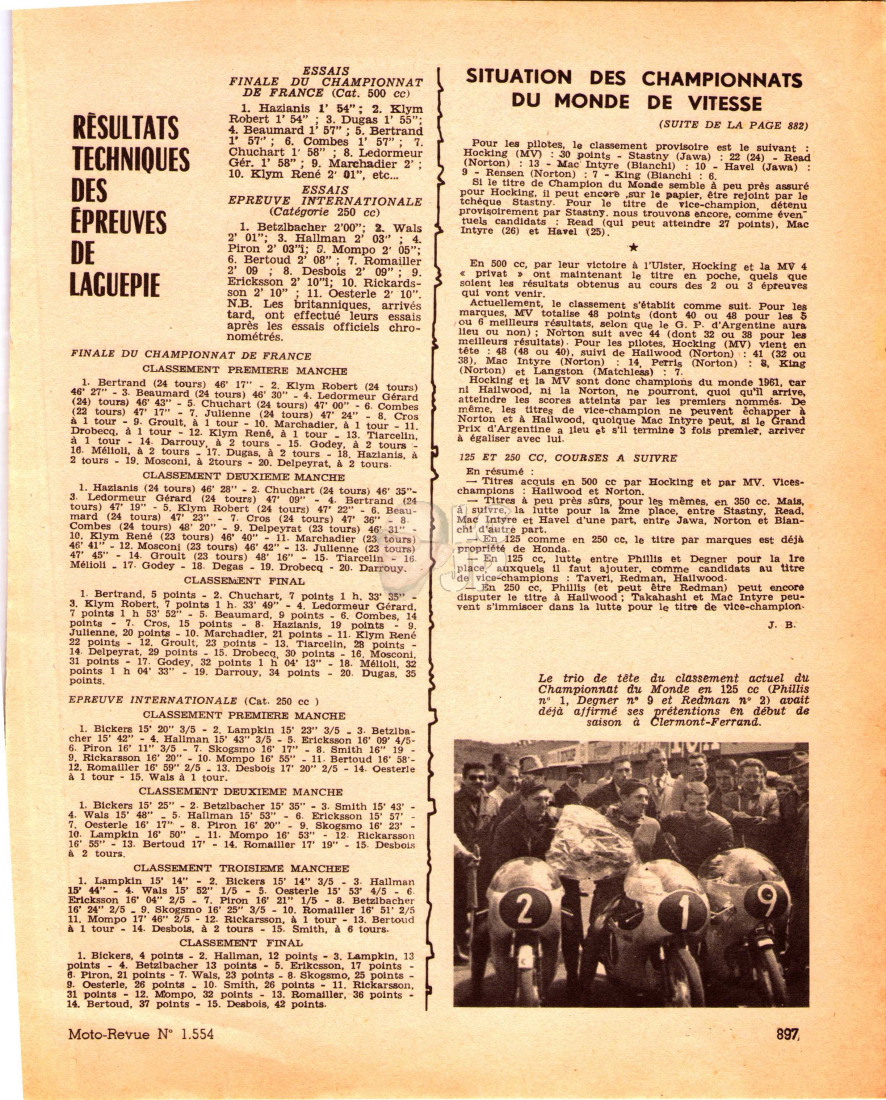 RÉSULTATS
TECHNIQUES
DES
ÉPREUVES
DE
LAGUEPIE
ESSAIS
FINALE DU CHAMPIONNAT
DE FRANCE (Cat. 500 cc)
1. Hazianis 1' 54"; 2. Klym
Robert 1' 54" ; 3. Dugas 1' 55";
4. Beaumard 1' 57" ; 5. Bertrand
1' 57"; 6. Combes 1' 57" ; 7.
Chuchart 1' 58" ; 8. Ledormeur
Gér. 1' 58" ; 9. Marchadier 2' ;
10. Klym René 2' 01", etc...
ESSAIS
EPREUVE INTERNATIONALE
(Catégorie 250 cc)
1. Betzlbacher 2'00"; 2. Wals
2' 01"; 3. Hallman 2' 03" ; 4.
Piron 2' 03"1; 5. Mompo 2' 05";
6. Bertoud 2' 08" ; 7. Romailler
2' 09 ; 8. Desbois 2' 09" ; 9.
Ericksson 2' 10"1; 10. Rickards-
sson 2' 10" ; 11. Oesterle 2' 10".
N.B. Les britanniques, arrivés
tard, ont effectué leurs essais
après les essais officiels chro-
nométrés.
FINALE DU CHAMPIONNAT DE FRANCE
CLASSEMENT PREMIERE MANCHE
1. Bertrand (24 tours) 46' 17" - 2. Klym Robert (24 tours)
46' 27" - 3. Beaumard (24 tours) 46' 30" - 4. Ledormeur Gérard
(24) tours) 46' 43" - 5. Chuchart (24 tours) 47' 00" - 6. Combes
(22 tours) 47' 17" - 7. Julienne (24 tours) 47' 24" - 8. Cros
à 1 tour - 9. Groult, à 1 tour - 10. Marchadier, à 1 tour - 11.
Drobecq, à 1 tour - 12. Klym René, à 1 tour - 13. Tiarcelin,
à 1 tour - 14. Darrouy, à 2 tours - 15. Godey, à 2 tours -
16. Mélioli, à 2 tours - 17. Dugas, à 2 tours - 18. Hazianis, à
2 tours - 19. Mosconi, à 2tours - 20. Delpeyrat, à 2 tours.
CLASSEMENT DEUXIEME MANCHE
1. Hazianis (24 tours) 46' 28" - 2. Chuchart (24 tours) 46' 35"-
3. Ledormeur Gérard (24 tours) 47' 09" - 4. Bertrand (24
tours) 47' 19" - 5. Klym Robert (24 tours) 47' 22" - 6. Beau-
mard (24 tours) 47' 23" - 7. Cros (24 tours) 47' 36" - 8-
Combes (24 tours) 48' 20" - 9. Delpeyrat (23 tours) 46' 31" -
10. Klym René (23 tours) 46' 40" - 11. Marchadier (23 tours)
46' 41" - 12. Mosconi (23 tours) 46' 42" - 13. Julienne (23 tours)
47' 45" - 14. Groult (23 tours) 48' 16" - 15. Tiarcelin - 16.
Mélioli - 17. Godey - 18. Degas - 19. Drobecq - 20. Darrouy.
CLASSEMENT FINAL
1. Bertrand, 5 points - 2. Chuchart, 7 points 1 h. 33' 35" -
3. Klym Robert, 7 points 1 h. 33' 49" - 4. Ledormeur Gérard,
7 points 1 h 53' 52" - 5. Beaumard, 9 points - 6. Combes, 14
points - 7. Cros, 15 points - 8. Hazianis, 19 points - 9.
Julienne, 20 points - 10. Marchadier, 21 points - 11. Klym René
22 points - 12. Groult, 23 points - 13. Tiarcelin, 28 points -
14. Delpeyrat, 29 points - 15. Drobecq, 30 points - 16. Mosconi,
31 points - 17. Godey, 32 points 1 h 04' 13" - 18. Mélioli, 32
points 1 h 04' 33" - 19. Darrouy, 34 points - 20. Dugas, 35
points.
EPREUVE INTERNATIONALE (Cat. 250 cc )
CLASSEMENT PREMIERE MANCHE
1. Bickers 15' 20" 3/5 - 2. Lampkin 15' 23" 3/5 - 3. Betzlba-
cher 15' 42" - 4. Hallman 15' 43" 3/5 - 5. Ericksson 16' 09' 4/5-
6. Piron 16' 11" 3/5 - 7. Skogsmo 16' 17" - 8. Smith 16" 19 -
9. Rickarsson 16' 20" - 10. Mompo 16' 55" - 11. Bertoud 16' 58'-
12. Romailler 16' 59" 2/5 - 13. Desbois 17' 20" 2/5 - 14. Oesterle
à 1 tour - 15. Wals à 1 tour.
CLASSEMENT DEUXIEME MANCHE
1. Bickers 15' 25" - 2. Betzlbacher 15' 35" - 3. Smith 15' 43' -
4. Wals 15' 48" - 5. Hallman 15' 53" - 6. Ericksson 15' 57' -
7. Oesterle 16' 17" - 8. Piron 16' 20" - 9. Skogsmo 16' 23' -
10. Lampkin 16' 50" - 11. Mompo 16' 53" - 12. Rickarsson
16' 55" - 13. Bertoud 17' - 14. Romailler 17' 19" - 15. Desbois
à 2 tours.
CLASSEMENT TROISIEME MANCHEE
1. Lampkin 15' 14" - 2. Bickers 15' 14" 3/5 - 3. Hallman
15' 44" - 4. Wals 15' 52" 1/5 - 5. Oesterle 15' 53' 4/5 - 6.
Ericksson 16' 04" 2/5 - 7. Piron 16' 21" 1/5 - 8. Betzlbacher
16' 24" 2/5 - 9. Skogsmo 16' 25" 3/5 - 10. Romailler 16' 51' 2/5
11. Mompo 17' 46" 2/5 - 12. Rickarsson, à 1 tour - 13. Bertoud
à 1 tour - 14. Desbois, à 2 tours - 15. Smith, à 6 tours.
CLASSEMENT FINAL
1. Bickers, 4 points - 2. Hallman, 12 points - 3. Lampkin, 13
points - 4. Betzlbacher 13 points - 5. Erikcsson, 17 points -
6. Piron, 21 points - 7. Wals, 23 points - 8. Skogsmo, 25 points -
9. Oesterle, 26 points - 10. Smith, 26 points - 11. Rickarsson,
31 points - 12. Mompo, 32 points - 13. Romailler, 36 points -
14. Bertoud, 37 points - 15. Desbois, 42 points.
SITUATION DES CHAMPIONNATS
DU MONDE DE VITESSE
(SUITE DE LA PAGE 882)
Pour les pilotes, le classement provisoire est le suivant :
Hocking (MV) : 30 points - Stastny (Jawa) : 22 (24) - Read
(Norton) : 13 - Mac Intyre (Bianchi) : 10 - Havel (Jawa) :
9 - Rensen (Norton) : 7 - King (Bianchi : 6.
Si le titre de Champion du Monde semble à peu prés assuré
pour Hocking, il peut encore ,sur le papier, être rejoint par le
tchéque Stastny. Pour le titre de vice-champion, détenu
provisoirement par Stastny. nous trouvons encore, comme éven
tuels candidats : Read (qui peut atteindre 27 points), Mac
Intyre (26) et Havel (25).
★
En 500 cc, par leur victoire à l'Ulster, Hocking et la MV 4
« privat » ont maintenant le titre en poche, quels que
soient les résultats obtenus au cours des 2 ou 3 épreuves
qui vont venir.
Actuellement, le classement s'établit comme suit. Pour les
marques, MV totalise 48 points (dont 40 ou 48 pour les 5
ou 6 meilleurs résultats, selon que le G. P. d'Argentine aura
lieu ou non) ; Norton suit avec 44 (dont 32 ou 38 pour les
meilleurs résultats). Pour les pilotes, Hocking (MV) vient en
tête : 48 (48 ou 40), suivi de Hailwood (Norton) : 41 (32 ou
38), Mac Intyre (Norton) : 14, Perris (Norton) : 8, King
(Norton) et Langston (Matchless) : 7.
Hocking et la MV sont donc champions du monde 1961, car
ni Hailwood, ni la Norton, ne pourront, quoi qu'il arrive,
atteindre les scores atteints par les premiers nommés. De
même, les titres de vice-champion ne peuvent échapper à
Norton et à Hailwood, quoique Mac Intyre peut, si le Grand
Prix d'Argentine a lieu et s'il termine 3 fois premier, arriver
à égaliser avec lui.
125 ET 250 CC, COURSES A SUIVRE
En résumé :
— Titres acquis en 500 cc par Hocking et par MV. Vices-
champions : Hailwood et Norton.
— Titres à peu près sûrs, pour les mêmes, en 350 cc. Mais,
à suivre, la lutte pour la 2me place, entre Stastny, Read,
Mac Intyre et Havel d'une part, entre Jawa, Norton et Bian-
chi d'autre part.
— En 125 comme en 250 cc, le titre par marques est déjà
propriété de Honda.
— En 125 cc, lutte entre Phillis et Degner pour la 1re
place auxquels il faut ajouter, comme candidats au titre
de vice-champions : Taveri, Redman, Hailwood.
— En 250 cc, Phillis (et peut être Redman) peut encore
disputer le titre à Hailwood ; Takahashi et Mac Intyre peu-
vent s'immiscer dans la lutte pour le titre de vice-champion.
J. B.
Le trio de tête du classement actuel du
Championnat du Monde en 125 cc (Phillis
n° 1, Degner n° 9 et Redman n° 2) avait
déjà affirmé ses prétentions en début de
saison à Clermont-Ferrand.
2
1
9
Moto-Revue N° 1.554
897